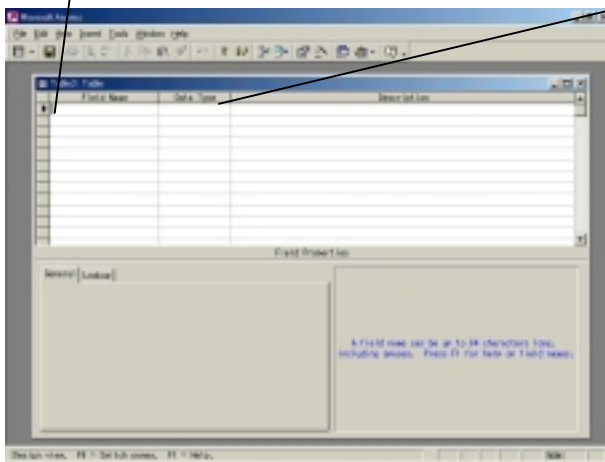 Microsoft Access
File Edit View Insert Tools Window Help
Table1: Table
Field Name Data Type Description
Field Properties
General Lookup
A field name can be up to 64 characters long,
including spaces. Press F1 for help on field names.
Design view. F6 = Switch panes. F1 = Help. NUM